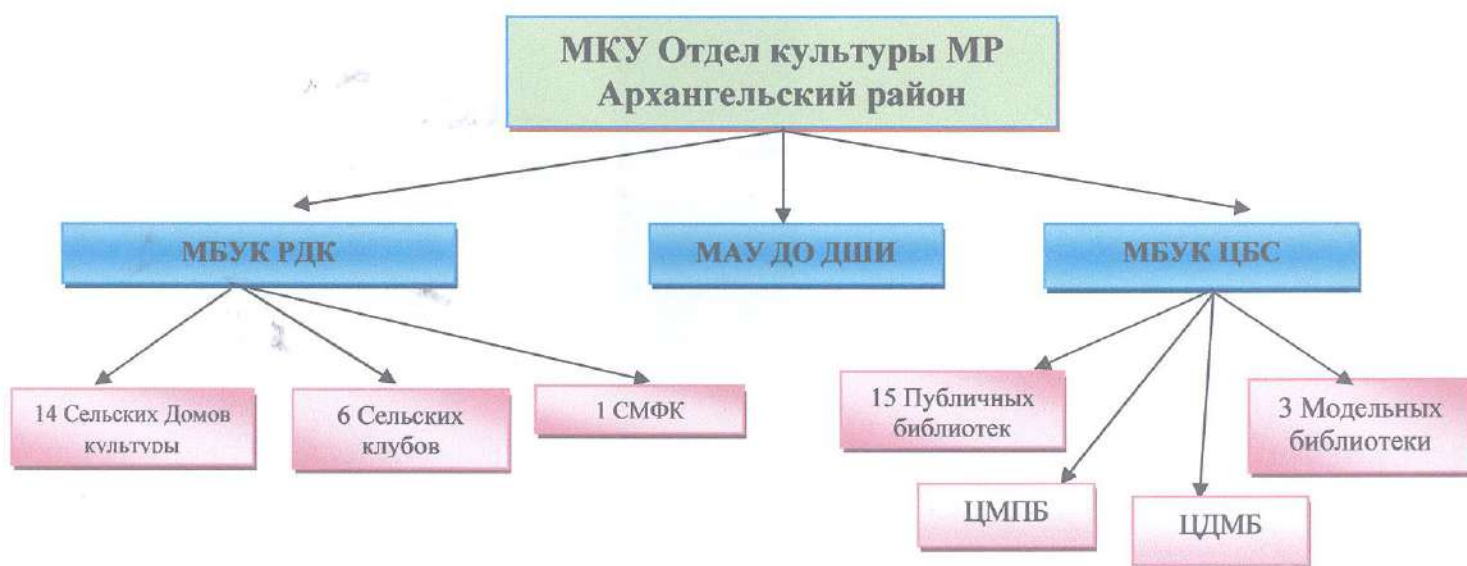 МКУ Отдел культуры МР
Архангельский район
МБУК РДК
МАУ ДО ДШИ
МБУК ЦБС
14 Сельских Домов
культуры
6 Сельских
клубов
1 СМФК
15 Публичных
библиотек
3 Модельных
библиотеки
ЦМПБ
ЦДМБ